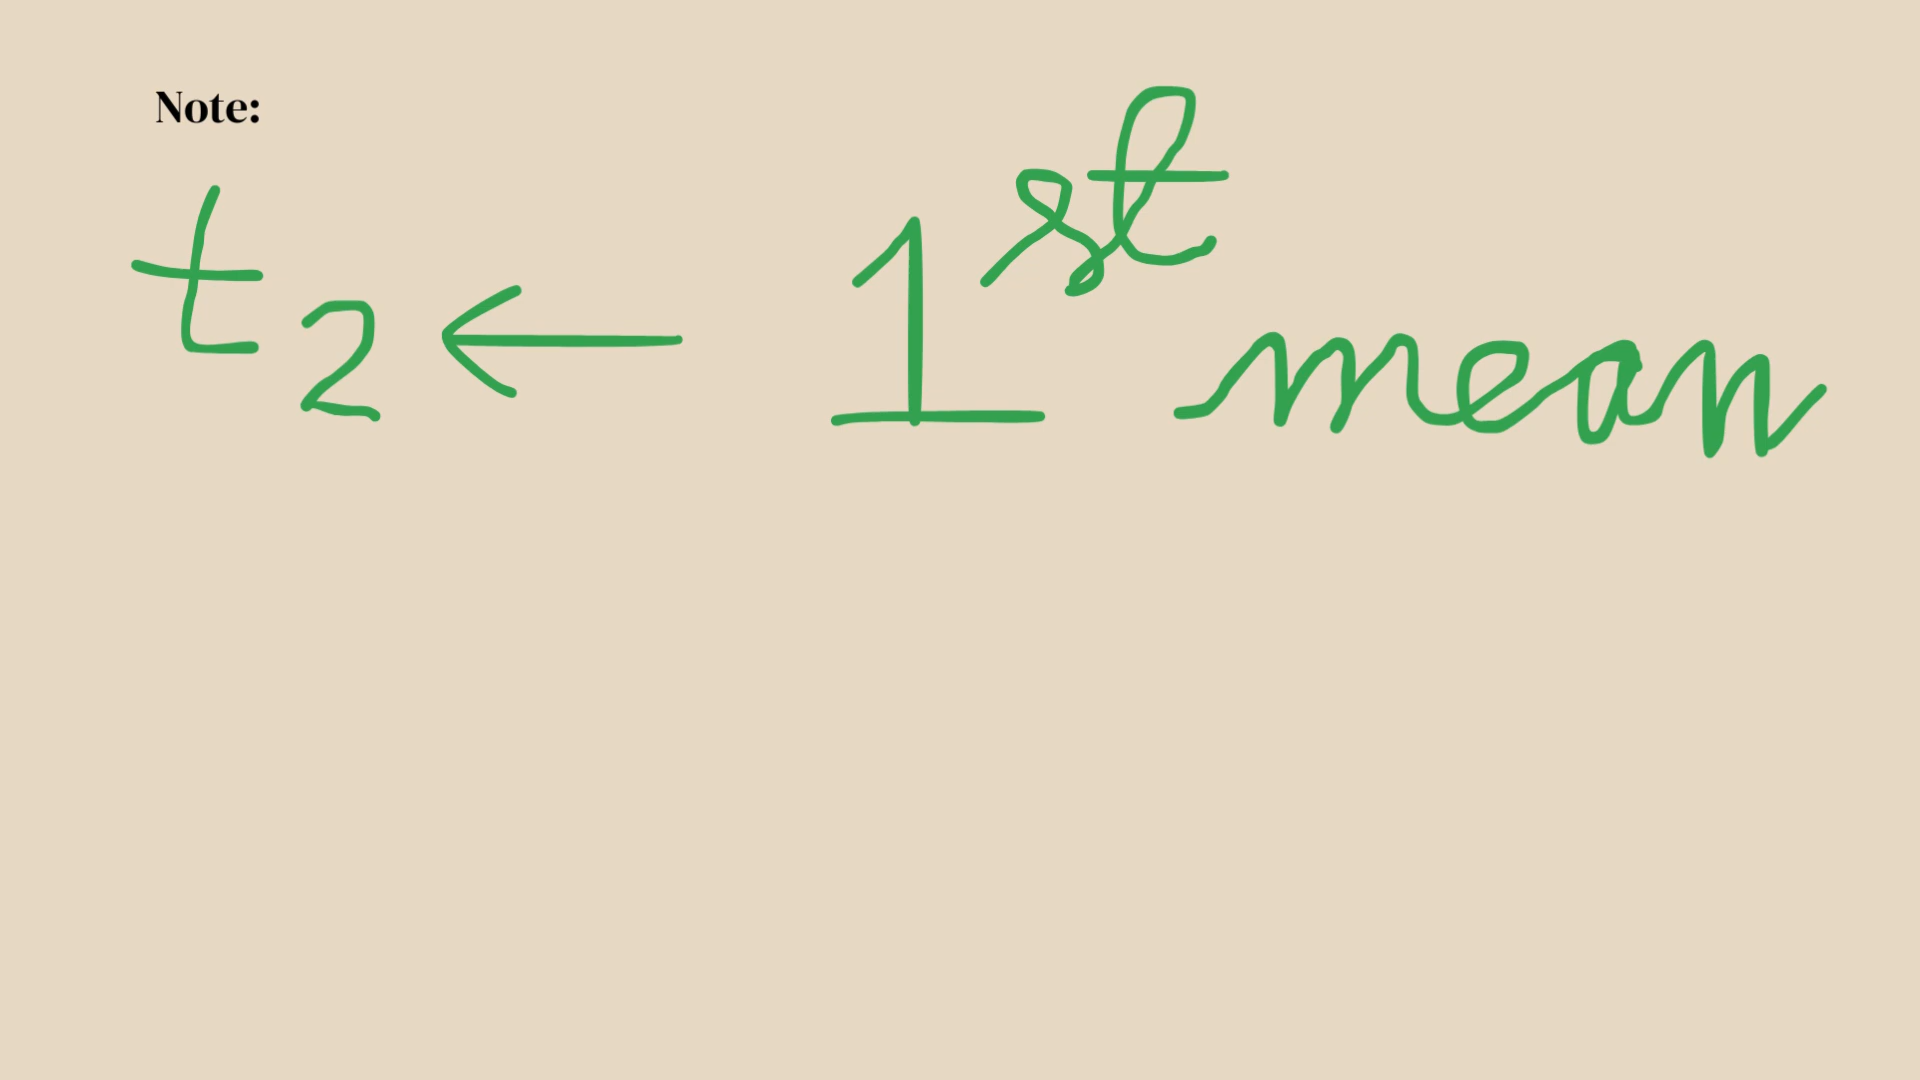 Note:
t₂ ← 1ˢᵗ mean